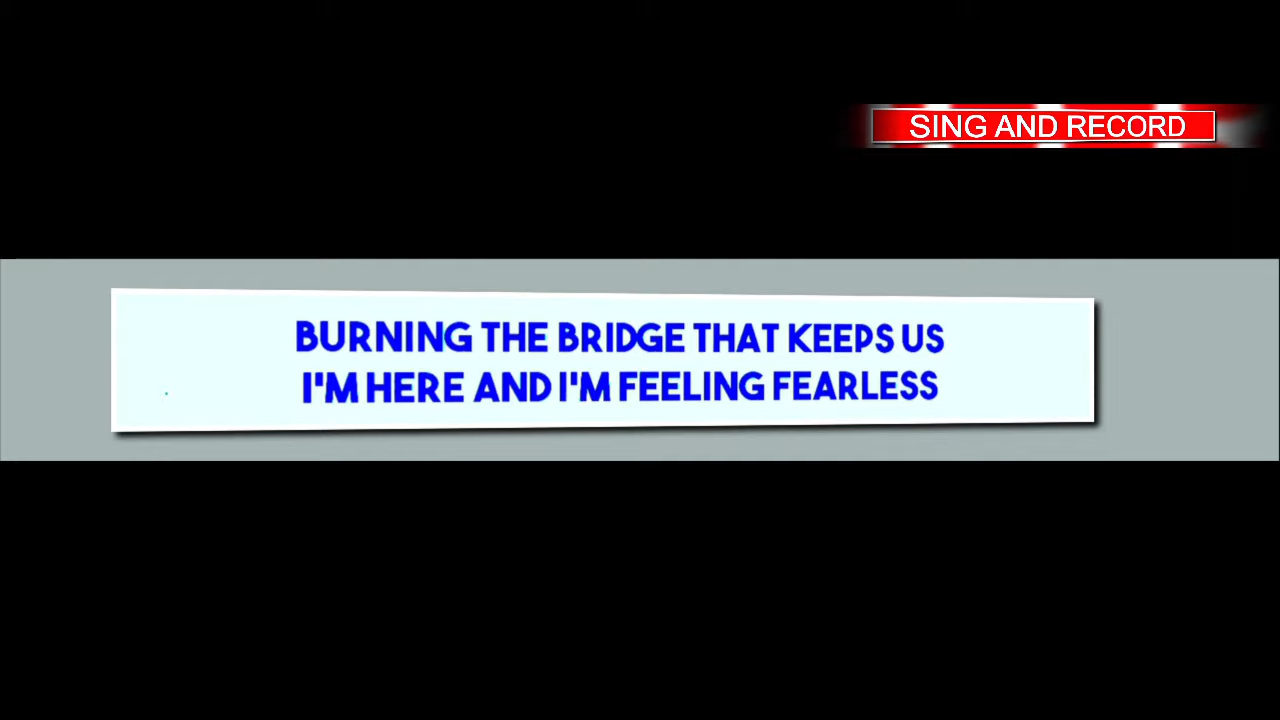 SING AND RECORD
BURNING THE BRIDGE THAT KEEPS US
I'M HERE AND I'M FEELING FEARLESS